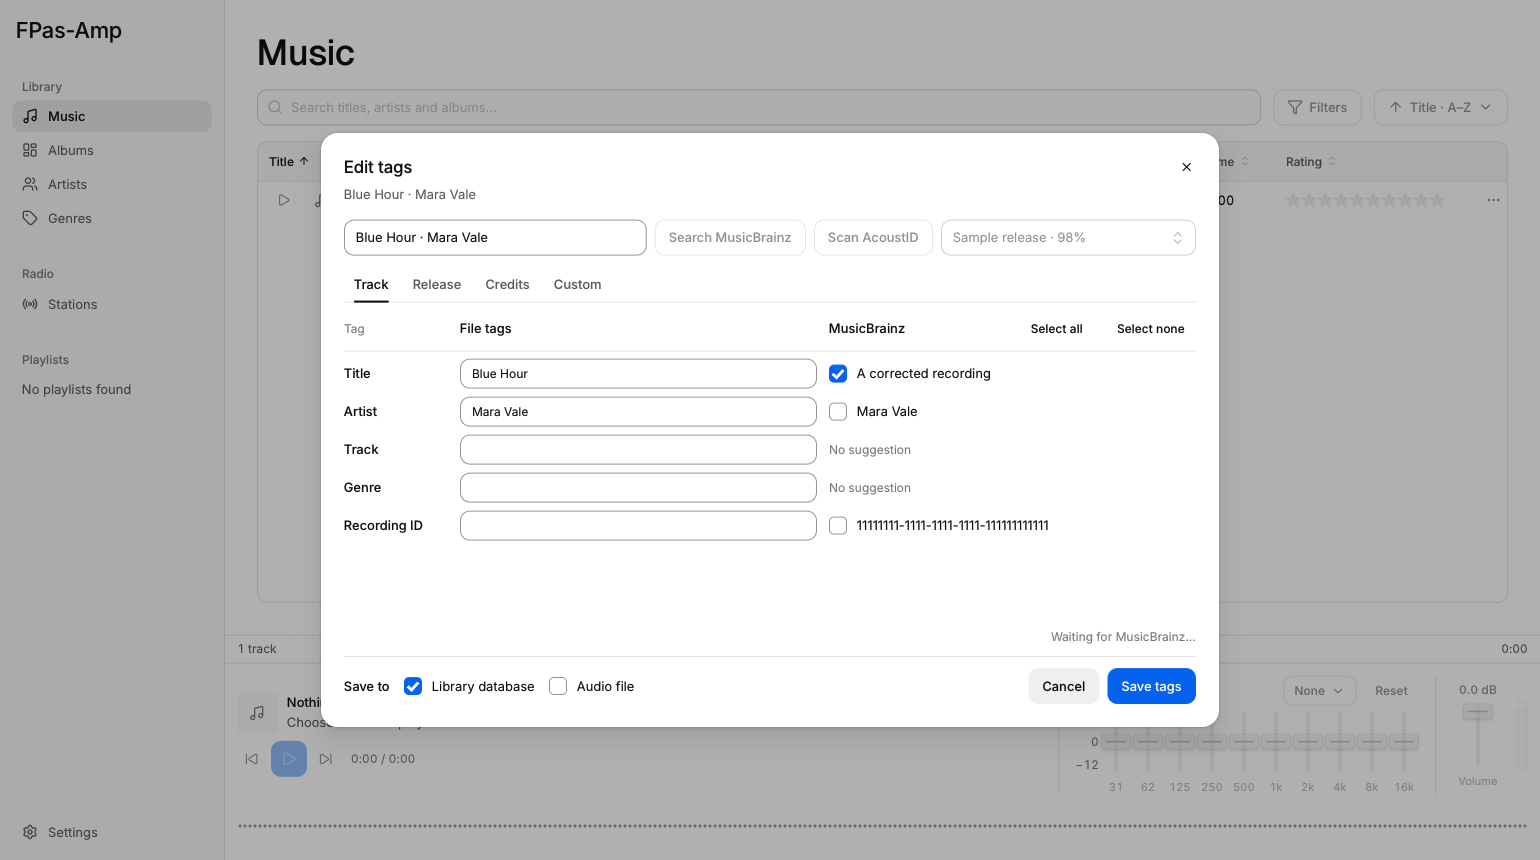 FPas-Amp
Library
Music
Albums
Artists
Genres
Radio
Stations
Playlists
No playlists found
Settings
Music
Search titles, artists and albums...
Filters
Title · A–Z
Title
Rating
Edit tags
Blue Hour · Mara Vale
Blue Hour · Mara Vale
Search MusicBrainz
Scan AcoustID
Sample release · 98%
Track
Release
Credits
Custom
Tag
File tags
MusicBrainz
Select all
Select none
Title
Blue Hour
A corrected recording
Artist
Mara Vale
Mara Vale
Track
No suggestion
Genre
No suggestion
Recording ID
11111111-1111-1111-1111-111111111111
Waiting for MusicBrainz...
Save to
Library database
Audio file
Cancel
Save tags
1 track
0:00
0:00 / 0:00
None
Reset
0.0 dB
0
−12
31 62 125 250 500 1k 2k 4k 8k 16k
Volume